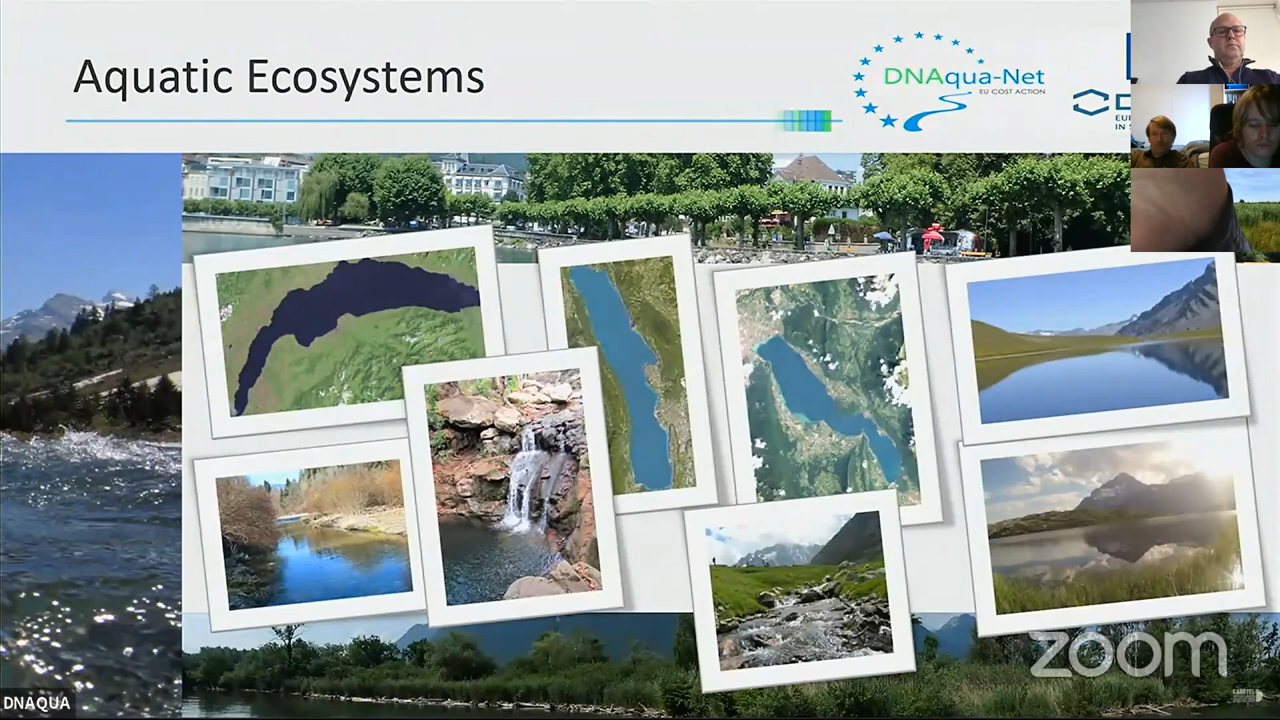 Aquatic Ecosystems
DNAqua-Net
EU COST ACTION
zoom
DNAQUA